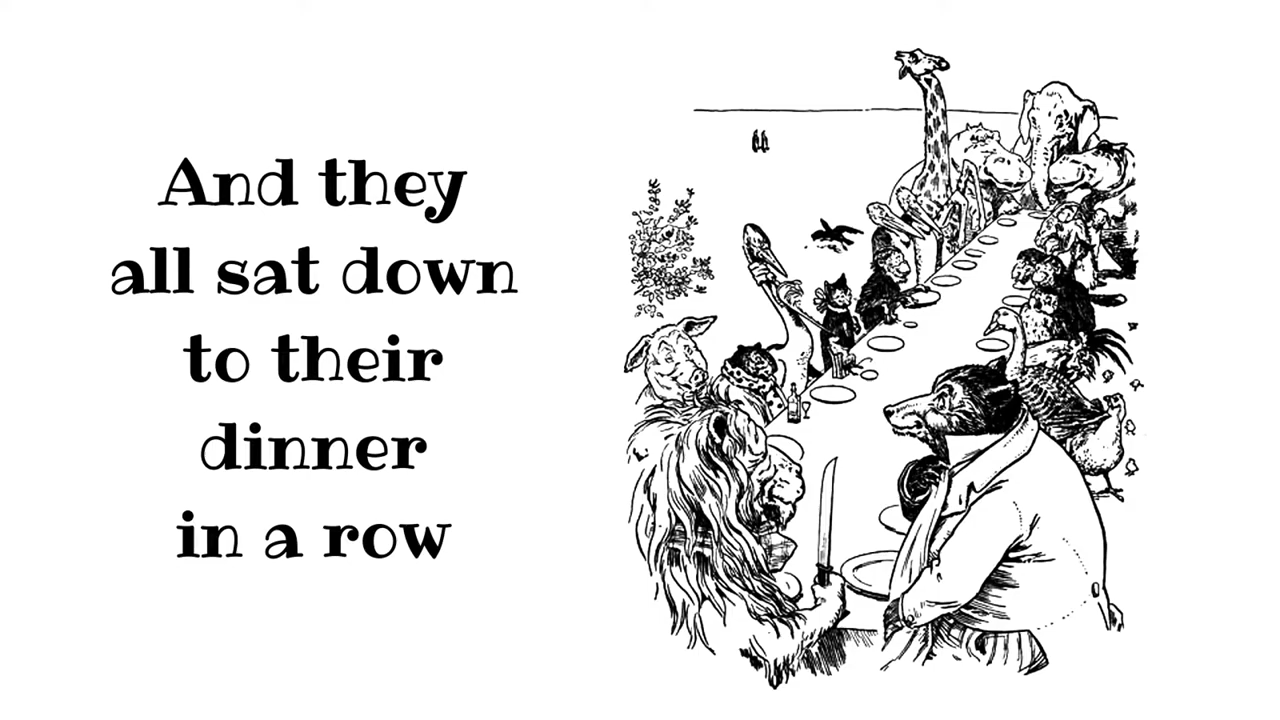 And they
all sat down
to their
dinner
in a row